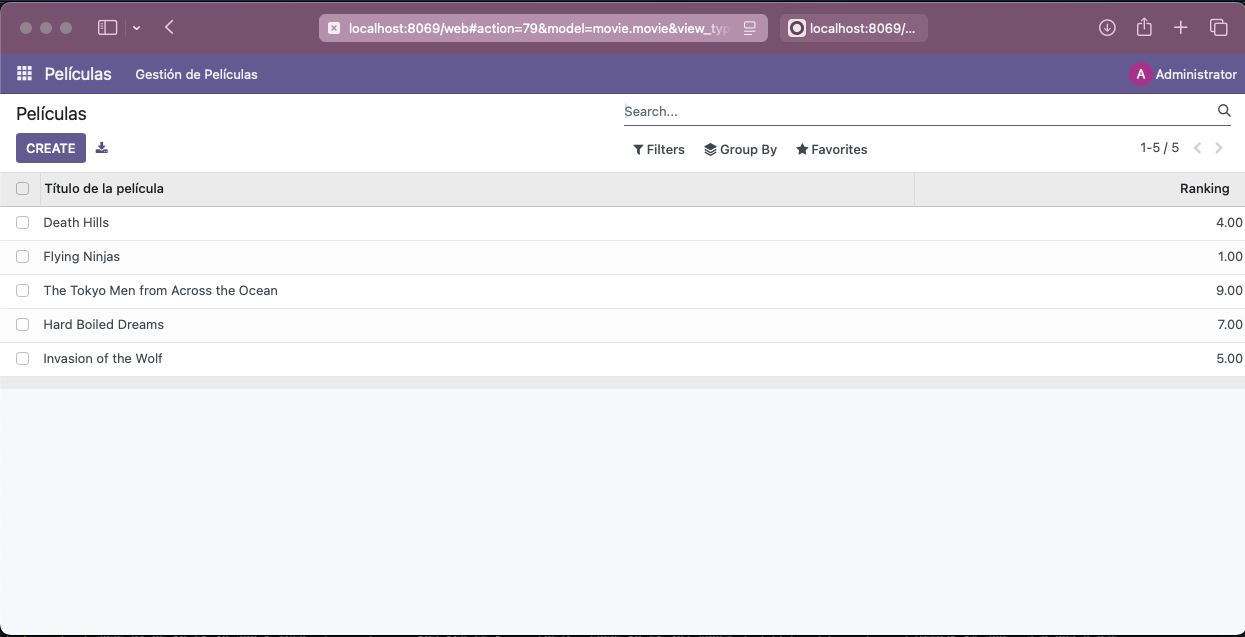 localhost:8069/web#action=79&model=movie.movie&view_typ
localhost:8069/...
Películas
Gestión de Películas
A Administrator
Películas
Search...
CREATE
Filters
Group By
Favorites
1-5 / 5
Título de la película
Ranking
Death Hills
4.00
Flying Ninjas
1.00
The Tokyo Men from Across the Ocean
9.00
Hard Boiled Dreams
7.00
Invasion of the Wolf
5.00